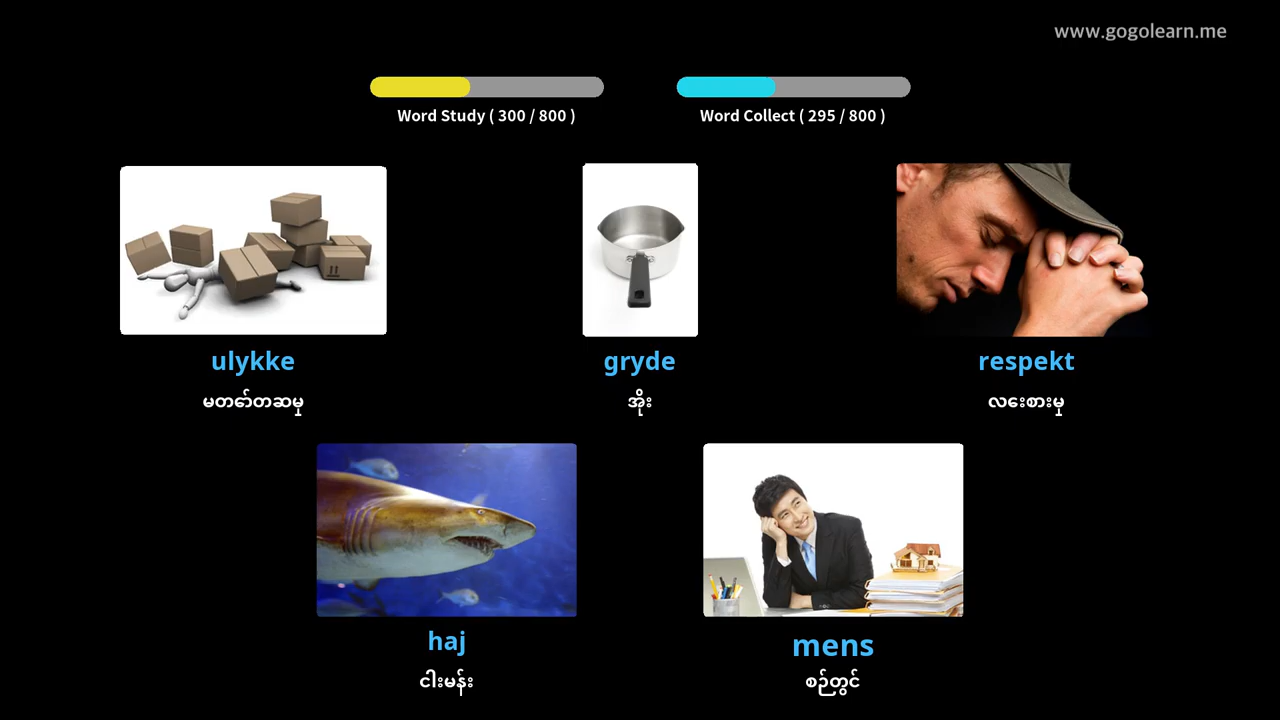 www.gogolearn.me
Word Study ( 300 / 800 )
Word Collect ( 295 / 800 )
ulykke
မတော်တဆမှု
gryde
အိုး
respekt
လေးစားမှု
haj
ငါးမန်း
mens
စဉ်တွင်